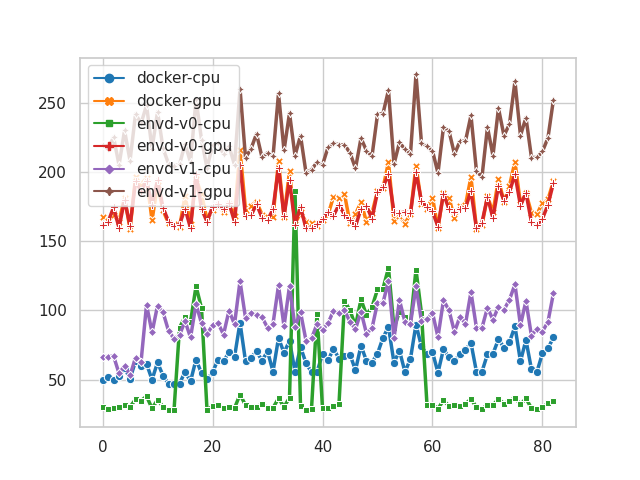 docker-cpu
docker-gpu
envd-v0-cpu
envd-v0-gpu
envd-v1-cpu
envd-v1-gpu
250
200
150
100
50
0 20 40 60 80